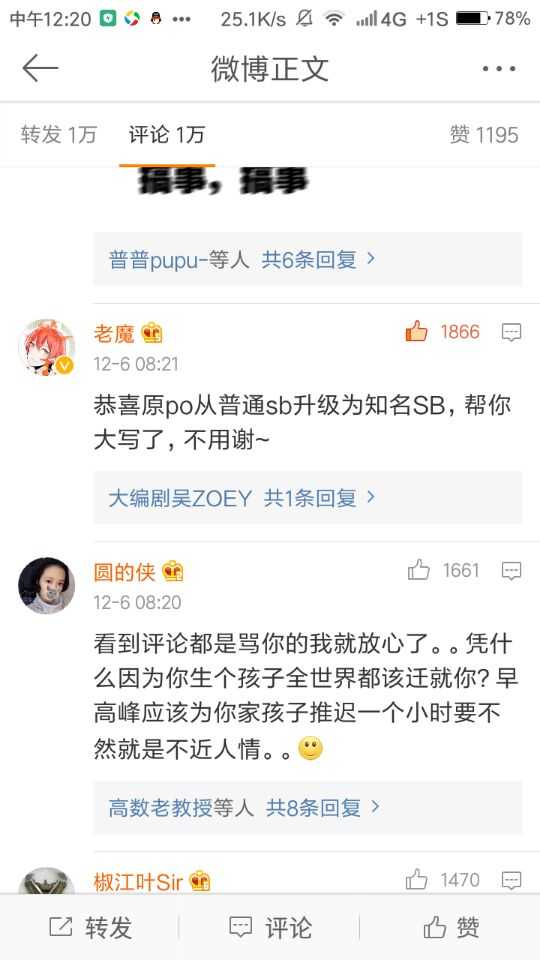 中午12:20 ••• 25.1K/s 4G +1S 78%
微博正文
转发 1万 评论 1万 赞 1195
搞事，搞事
普普pupu-等人 共6条回复
老魔 1866
12-6 08:21
恭喜原po从普通sb升级为知名SB，帮你
大写了，不用谢~
大编剧吴ZOEY 共1条回复
圆的侠 1661
12-6 08:20
看到评论都是骂你的我就放心了。。凭什
么因为你生个孩子全世界都该迁就你？早
高峰应该为你家孩子推迟一个小时要不
然就是不近人情。。
高数老教授等人 共8条回复
椒江叶Sir 1470
转发 评论 赞